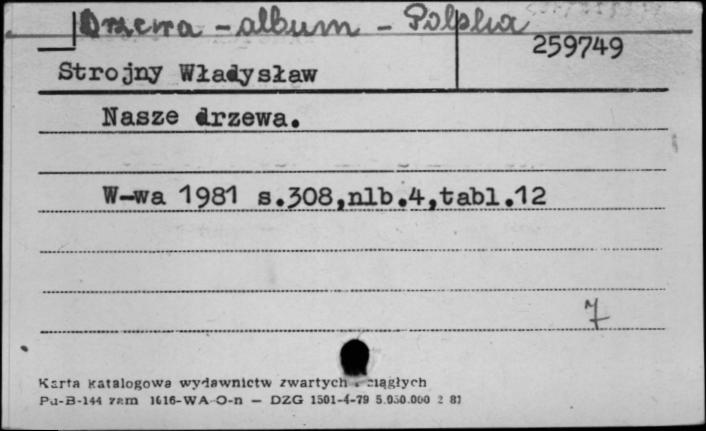 Drzewa - album - Polska
259749
Strojny Władysław
Nasze drzewa.
W-wa 1981 s.308,nlb.4,tabl.12
7
Karta katalogowa wydawnictw zwartych ciągłych
Pu-B-144 zam 1616-WA-O-n — DZG 1501-4-79 5.050.000 2 81